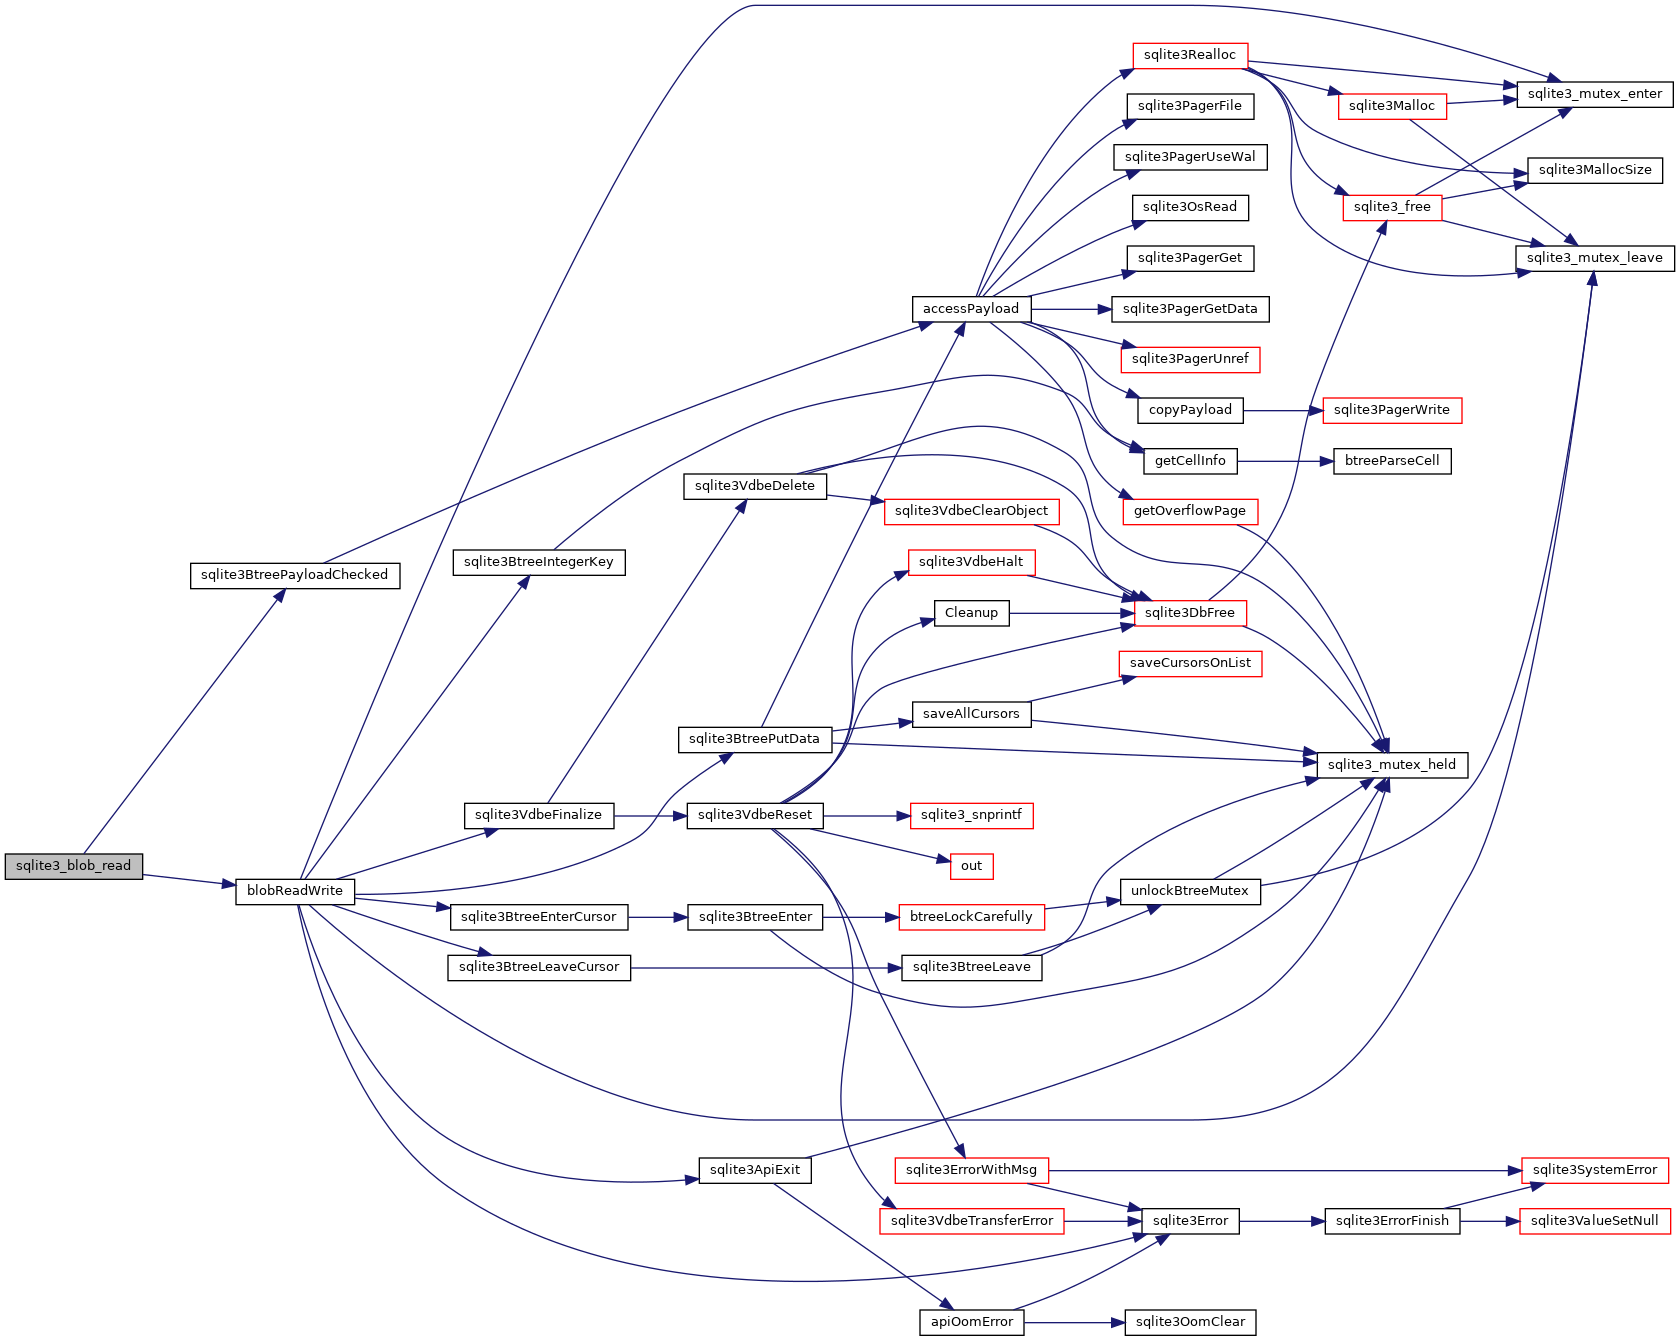 sqlite3Realloc
sqlite3_mutex_enter
sqlite3PagerFile
sqlite3Malloc
sqlite3PagerUseWal
sqlite3MallocSize
sqlite3OsRead
sqlite3_free
sqlite3PagerGet
sqlite3_mutex_leave
accessPayload
sqlite3PagerGetData
sqlite3PagerUnref
copyPayload
sqlite3PagerWrite
getCellInfo
btreeParseCell
sqlite3VdbeDelete
sqlite3VdbeClearObject
getOverflowPage
sqlite3BtreePayloadChecked
sqlite3BtreeIntegerKey
sqlite3VdbeHalt
Cleanup
sqlite3DbFree
saveCursorsOnList
saveAllCursors
sqlite3BtreePutData
sqlite3_mutex_held
sqlite3VdbeFinalize
sqlite3VdbeReset
sqlite3_snprintf
sqlite3_blob_read
out
blobReadWrite
unlockBtreeMutex
sqlite3BtreeEnterCursor
sqlite3BtreeEnter
btreeLockCarefully
sqlite3BtreeLeaveCursor
sqlite3BtreeLeave
sqlite3ApiExit
sqlite3ErrorWithMsg
sqlite3SystemError
sqlite3VdbeTransferError
sqlite3Error
sqlite3ErrorFinish
sqlite3ValueSetNull
apiOomError
sqlite3OomClear